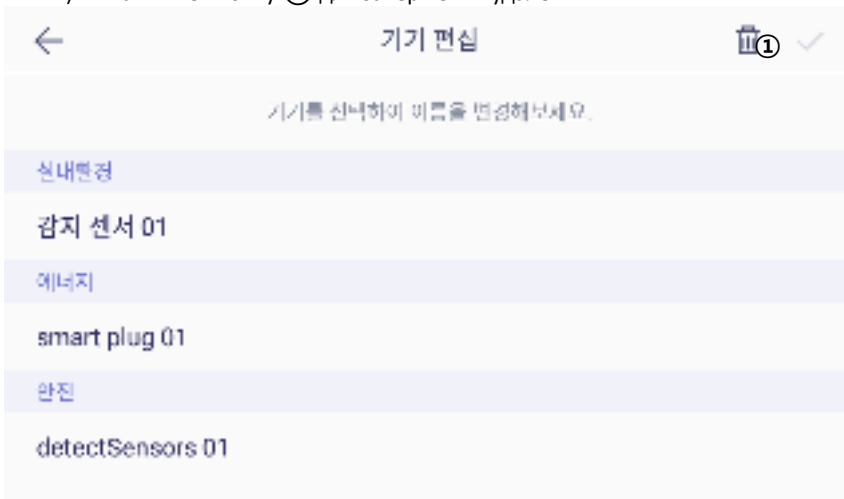 기기 편집
①
기기를 선택하여 이름을 변경해보세요.
실내환경
감지 센서 01
에너지
smart plug 01
안전
detectSensors 01